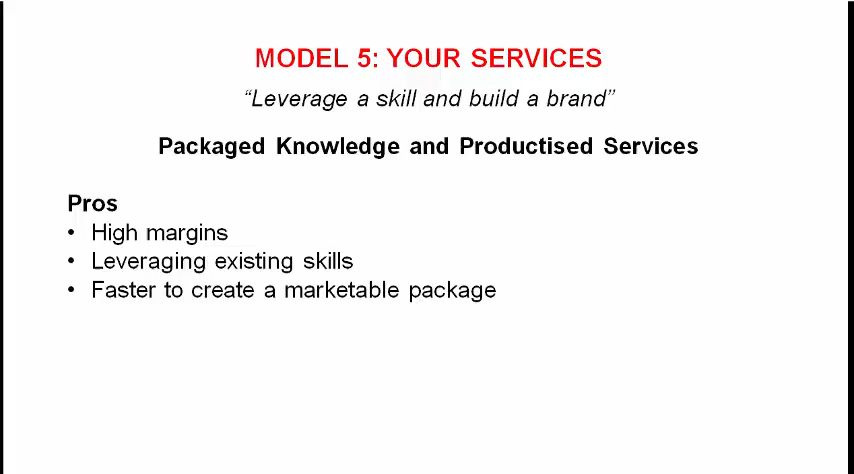 MODEL 5: YOUR SERVICES
“Leverage a skill and build a brand”
Packaged Knowledge and Productised Services
Pros
• High margins
• Leveraging existing skills
• Faster to create a marketable package